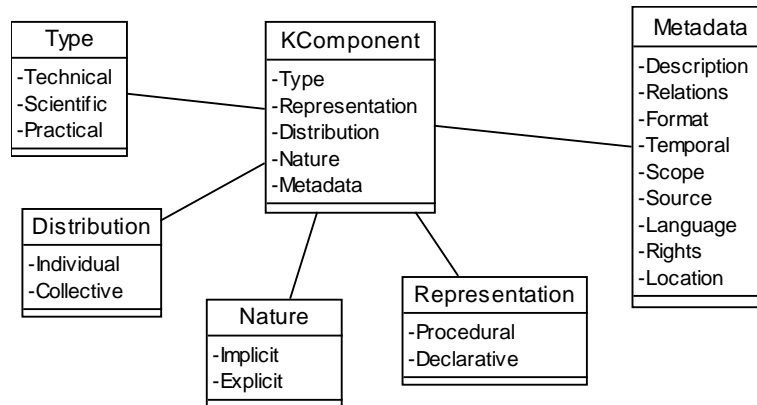 Type
-Technical
-Scientific
-Practical
KComponent
-Type
-Representation
-Distribution
-Nature
-Metadata
Metadata
-Description
-Relations
-Format
-Temporal
-Scope
-Source
-Language
-Rights
-Location
Distribution
-Individual
-Collective
Nature
-Implicit
-Explicit
Representation
-Procedural
-Declarative